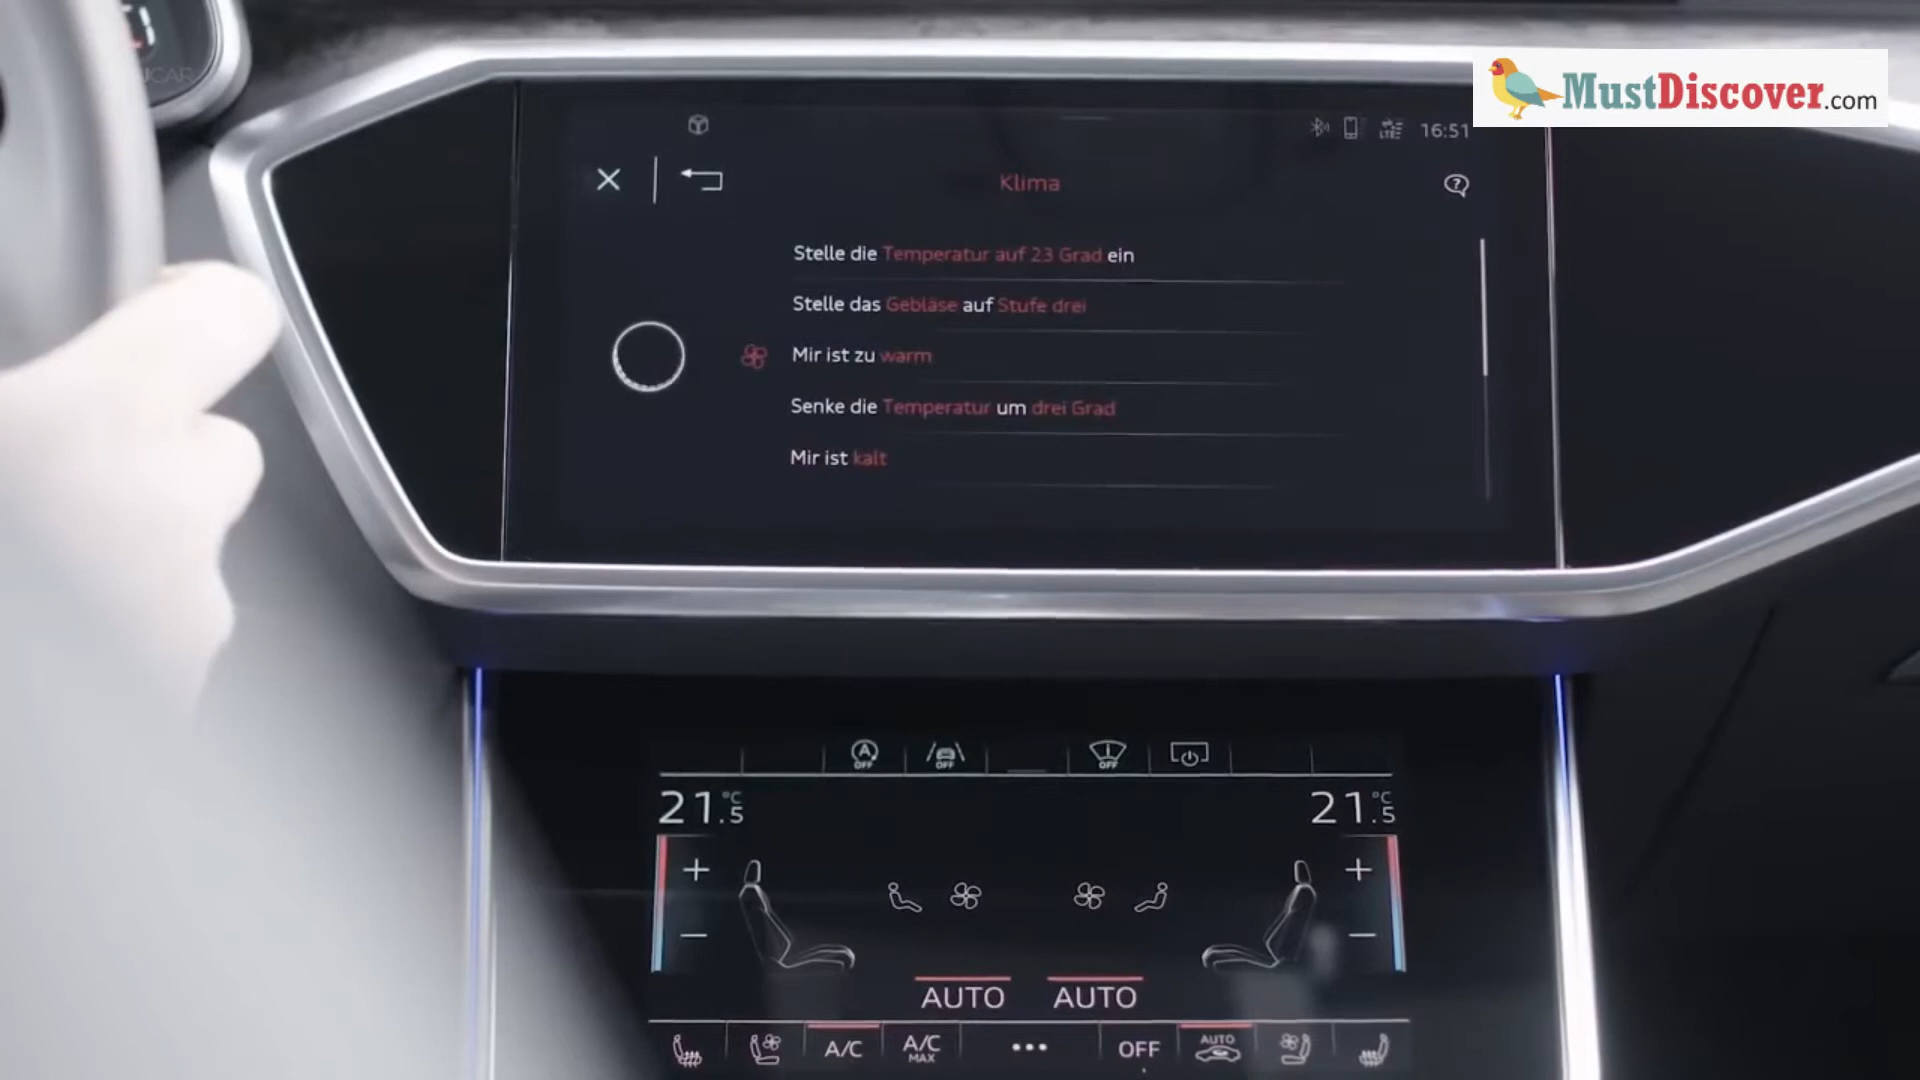 MustDiscover.com
LTE 16:51
Klima
Stelle die Temperatur auf 23 Grad ein
Stelle das Gebläse auf Stufe drei
Mir ist zu warm
Senke die Temperatur um drei Grad
Mir ist kalt
A OFF OFF OFF
21.5 °C 21.5 °C
AUTO AUTO
A/C A/C MAX OFF AUTO